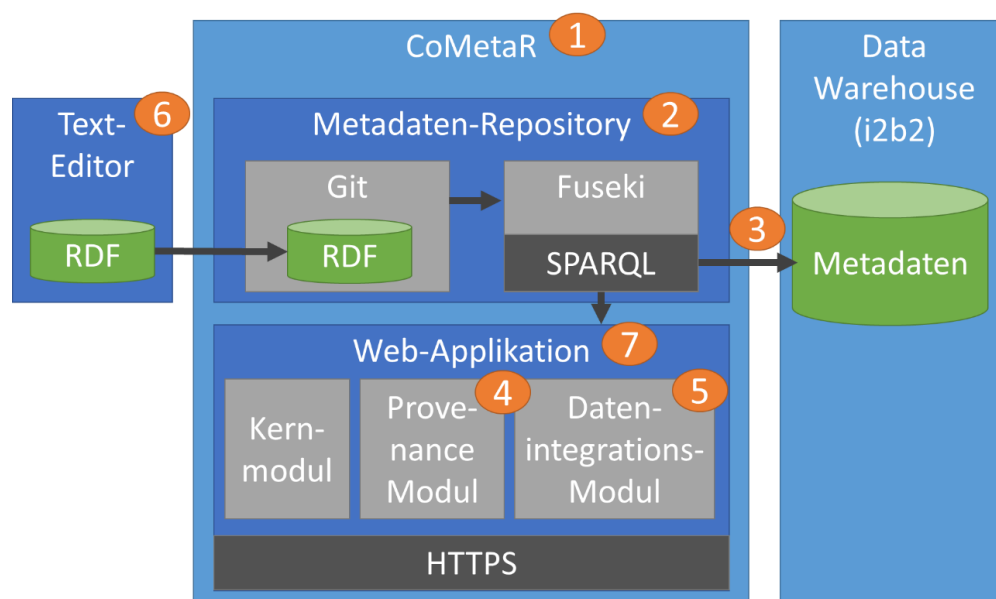 CoMetaR
1
Data
Warehouse
(i2b2)
Text-
Editor
6
RDF
Metadaten-Repository
2
Git
RDF
Fuseki
SPARQL
3
Metadaten
Web-Applikation
7
Kern-
modul
Prove-
nance
Modul
4
Daten-
integrations-
Modul
5
HTTPS